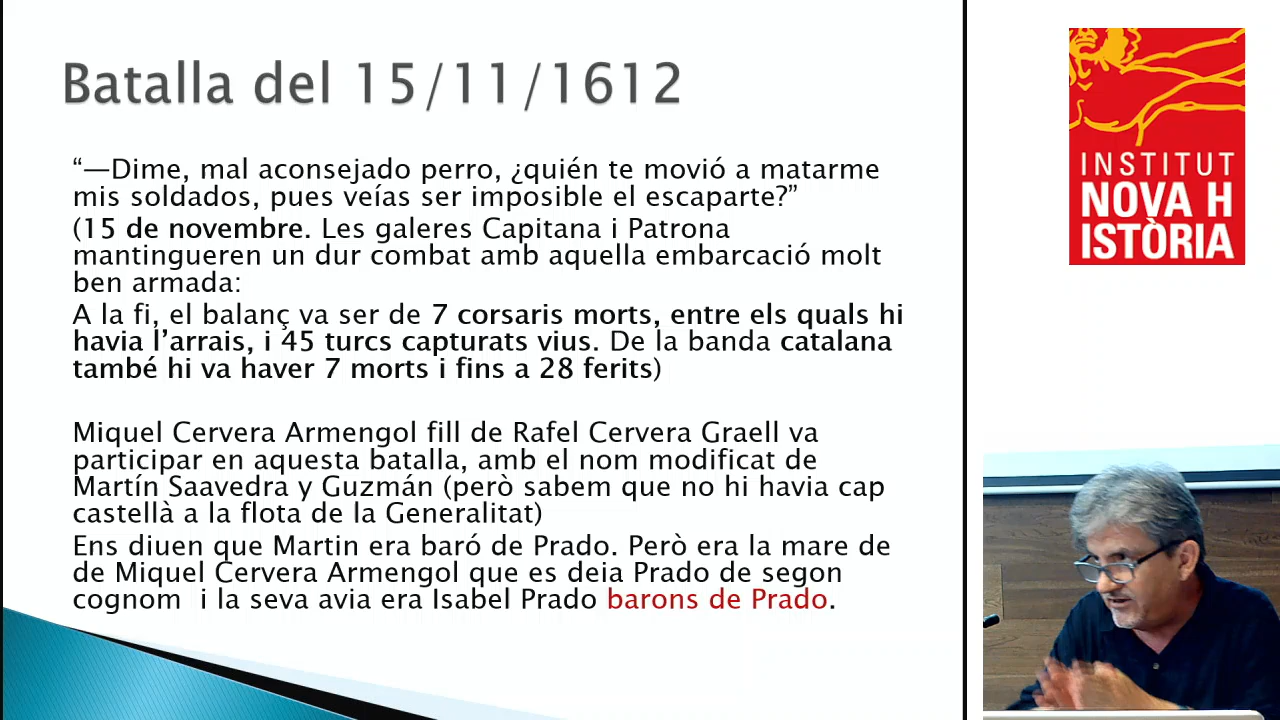 Batalla del 15/11/1612
“—Dime, mal aconsejado perro, ¿quién te movió a matarme
mis soldados, pues veías ser imposible el escaparte?”
(15 de novembre. Les galeres Capitana i Patrona
mantingueren un dur combat amb aquella embarcació molt
ben armada:
A la fi, el balanç va ser de 7 corsaris morts, entre els quals hi
havia l’arrais, i 45 turcs capturats vius. De la banda catalana
també hi va haver 7 morts i fins a 28 ferits)
Miquel Cervera Armengol fill de Rafel Cervera Graell va
participar en aquesta batalla, amb el nom modificat de
Martín Saavedra y Guzmán (però sabem que no hi havia cap
castellà a la flota de la Generalitat)
Ens diuen que Martin era baró de Prado. Però era la mare de
de Miquel Cervera Armengol que es deia Prado de segon
cognom i la seva avia era Isabel Prado barons de Prado.
INSTITUT
NOVA H
ISTÒRIA